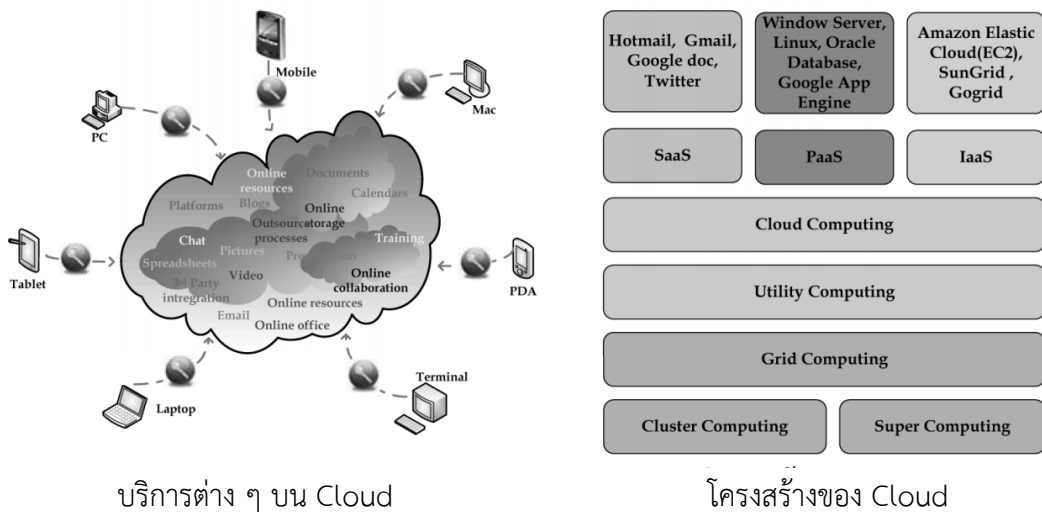 Mobile
Mac
PC
Tablet
PDA
Laptop
Terminal
Online
resources
Blogs
Documents
Calendars
Platforms
Online
storage
Outsource
processes
Chat
Pictures
Training
Spreadsheets
Video
3rd Party
intregration
Online
collaboration
Online resources
Email
Online office
บริการต่าง ๆ บน Cloud
Hotmail, Gmail,
Google doc,
Twitter
Window Server,
Linux, Oracle
Database,
Google App
Engine
Amazon Elastic
Cloud(EC2),
SunGrid ,
Gogrid
SaaS
PaaS
IaaS
Cloud Computing
Utility Computing
Grid Computing
Cluster Computing
Super Computing
โครงสร้างของ Cloud